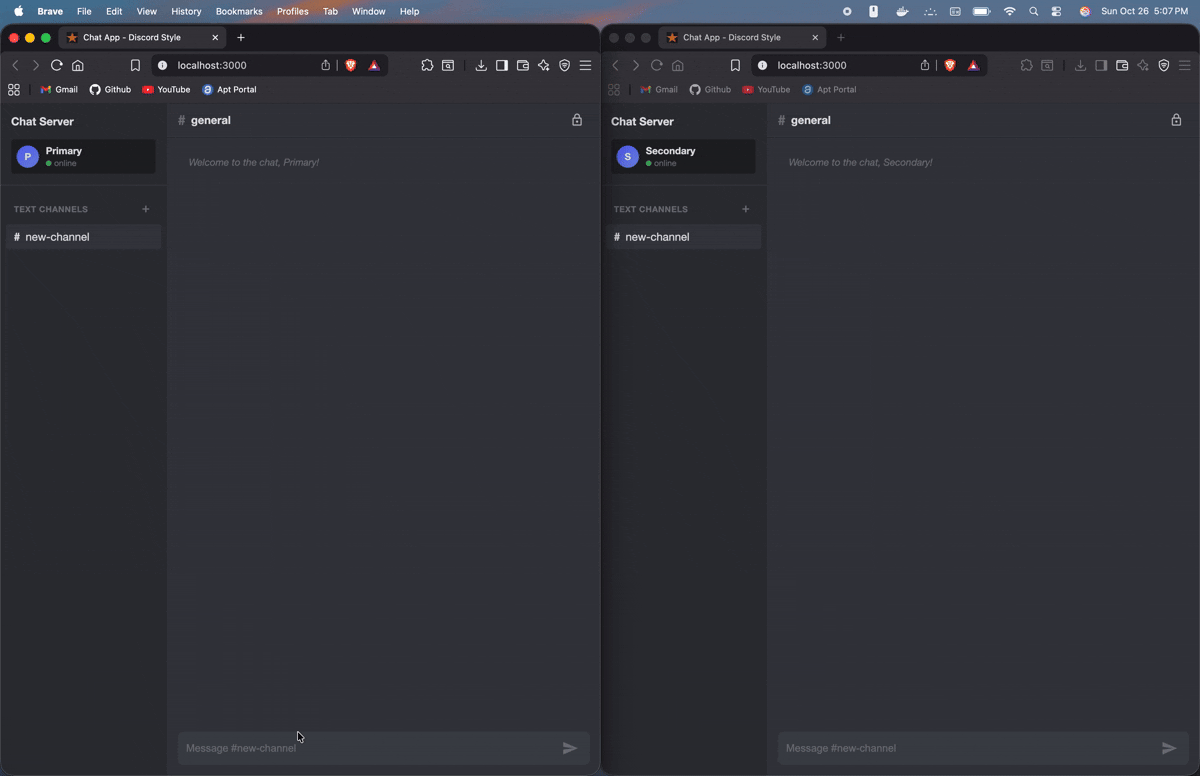 Brave File Edit View History Bookmarks Profiles Tab Window Help Sun Oct 26 5:07 PM
Chat App - Discord Style
localhost:3000
Gmail Github YouTube Apt Portal
Chat Server
P
Primary
online
TEXT CHANNELS +
# new-channel
# general
Welcome to the chat, Primary!
Message #new-channel
Chat App - Discord Style
localhost:3000
Gmail Github YouTube Apt Portal
Chat Server
S
Secondary
online
TEXT CHANNELS +
# new-channel
# general
Welcome to the chat, Secondary!
Message #new-channel